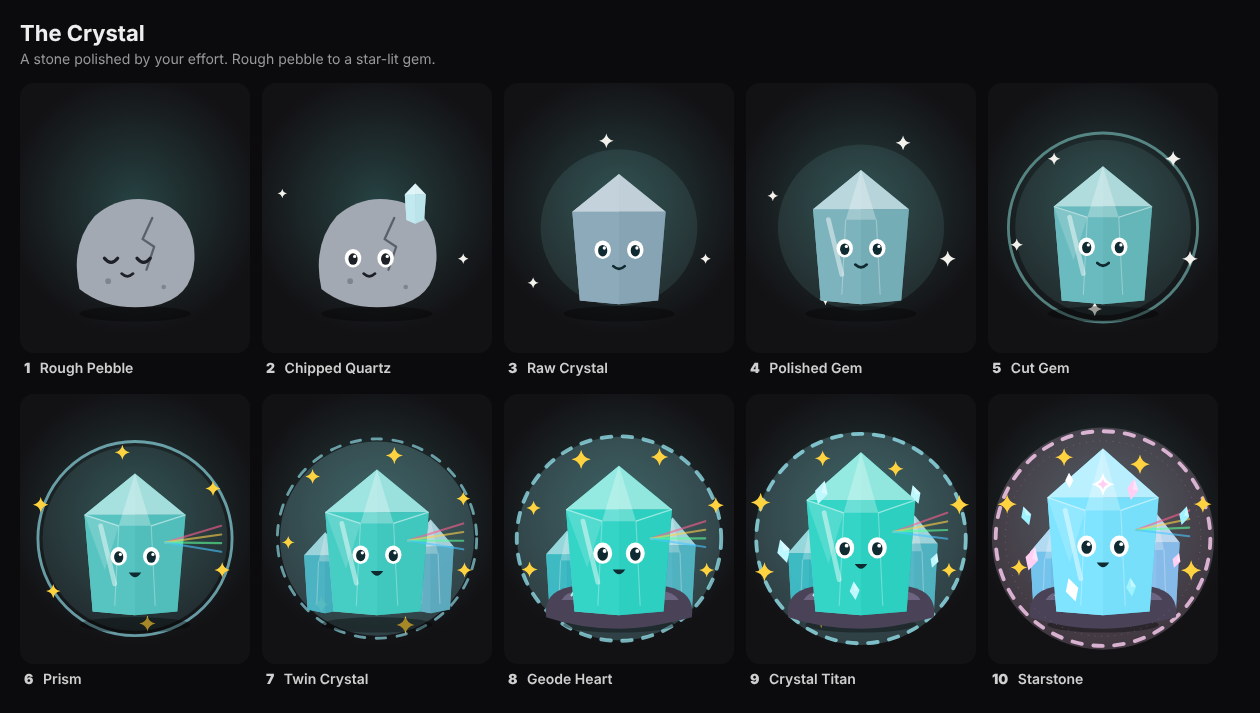 The Crystal
A stone polished by your effort. Rough pebble to a star-lit gem.
1 Rough Pebble
2 Chipped Quartz
3 Raw Crystal
4 Polished Gem
5 Cut Gem
6 Prism
7 Twin Crystal
8 Geode Heart
9 Crystal Titan
10 Starstone